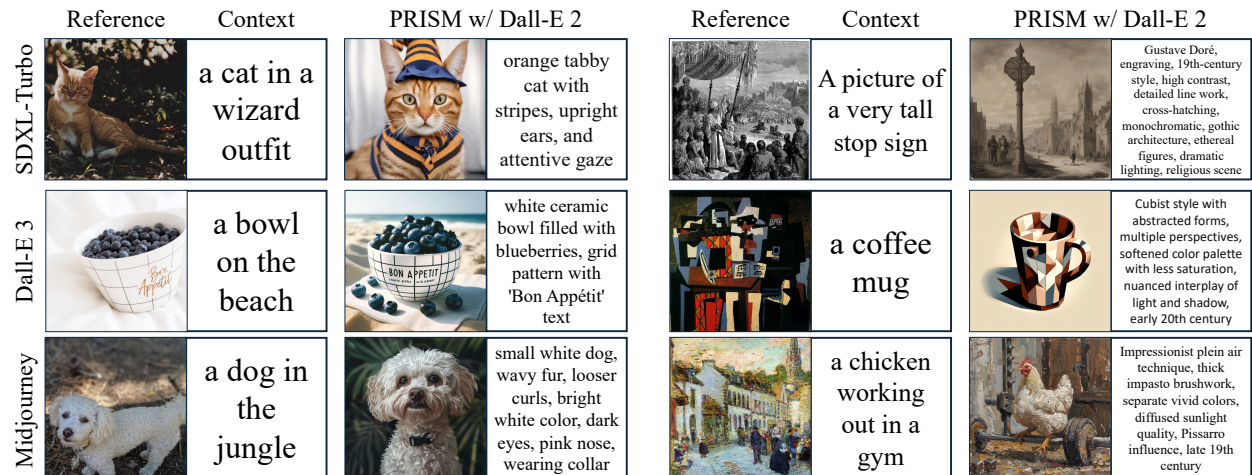 Reference
Context
PRISM w/ Dall-E 2
Reference
Context
PRISM w/ Dall-E 2
SDXL-Turbo
a cat in a
wizard
outfit
orange tabby
cat with
stripes, upright
ears, and
attentive gaze
A picture of
a very tall
stop sign
Gustave Doré,
engraving, 19th-century
style, high contrast,
detailed line work,
cross-hatching,
monochromatic, gothic
architecture, ethereal
figures, dramatic
lighting, religious scene
Dall-E 3
Bon
Appétit
a bowl
on the
beach
BON APPETIT
white ceramic
bowl filled with
blueberries, grid
pattern with
'Bon Appétit'
text
a coffee
mug
Cubist style with
abstracted forms,
multiple perspectives,
softened color palette
with less saturation,
nuanced interplay of
light and shadow,
early 20th century
Midjourney
a dog in
the
jungle
small white dog,
wavy fur, looser
curls, bright
white color, dark
eyes, pink nose,
wearing collar
a chicken
working
out in a
gym
Impressionist plein air
technique, thick
impasto brushwork,
separate vivid colors,
diffused sunlight
quality, Pissarro
influence, late 19th
century